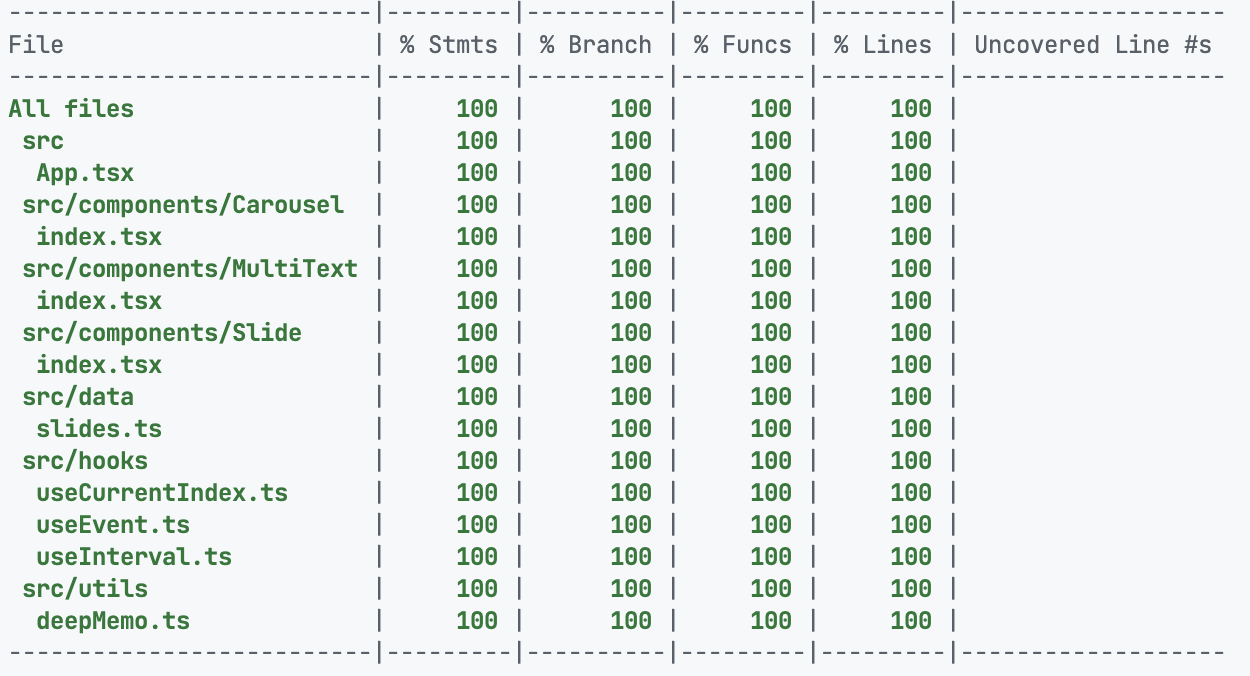 ---------------------------|---------|----------|---------|---------|-------------------
File                       | % Stmts | % Branch | % Funcs | % Lines | Uncovered Line #s
---------------------------|---------|----------|---------|---------|-------------------
All files                  |     100 |      100 |     100 |     100 |
 src                       |     100 |      100 |     100 |     100 |
  App.tsx                  |     100 |      100 |     100 |     100 |
 src/components/Carousel   |     100 |      100 |     100 |     100 |
  index.tsx                |     100 |      100 |     100 |     100 |
 src/components/MultiText  |     100 |      100 |     100 |     100 |
  index.tsx                |     100 |      100 |     100 |     100 |
 src/components/Slide      |     100 |      100 |     100 |     100 |
  index.tsx                |     100 |      100 |     100 |     100 |
 src/data                  |     100 |      100 |     100 |     100 |
  slides.ts                |     100 |      100 |     100 |     100 |
 src/hooks                 |     100 |      100 |     100 |     100 |
  useCurrentIndex.ts       |     100 |      100 |     100 |     100 |
  useEvent.ts              |     100 |      100 |     100 |     100 |
  useInterval.ts           |     100 |      100 |     100 |     100 |
 src/utils                 |     100 |      100 |     100 |     100 |
  deepMemo.ts              |     100 |      100 |     100 |     100 |
---------------------------|---------|----------|---------|---------|-------------------